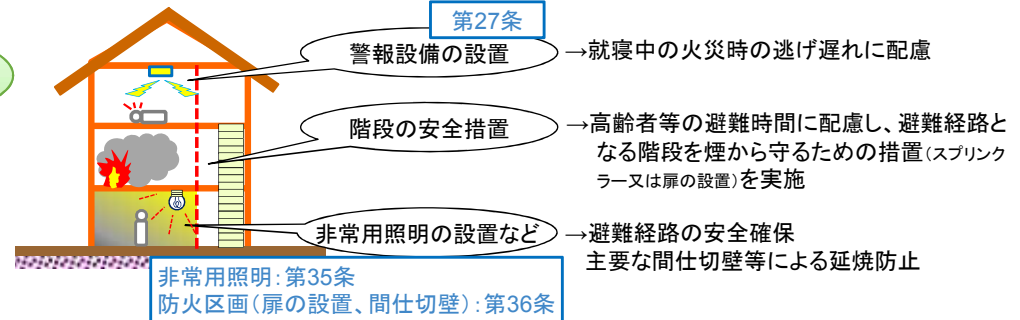 第27条
警報設備の設置
→就寝中の火災時の逃げ遅れに配慮
階段の安全措置
→高齢者等の避難時間に配慮し、避難経路と
なる階段を煙から守るための措置(スプリンク
ラー又は扉の設置)を実施
非常用照明の設置など
→避難経路の安全確保
主要な間仕切壁等による延焼防止
非常用照明:第35条
防火区画(扉の設置、間仕切壁):第36条